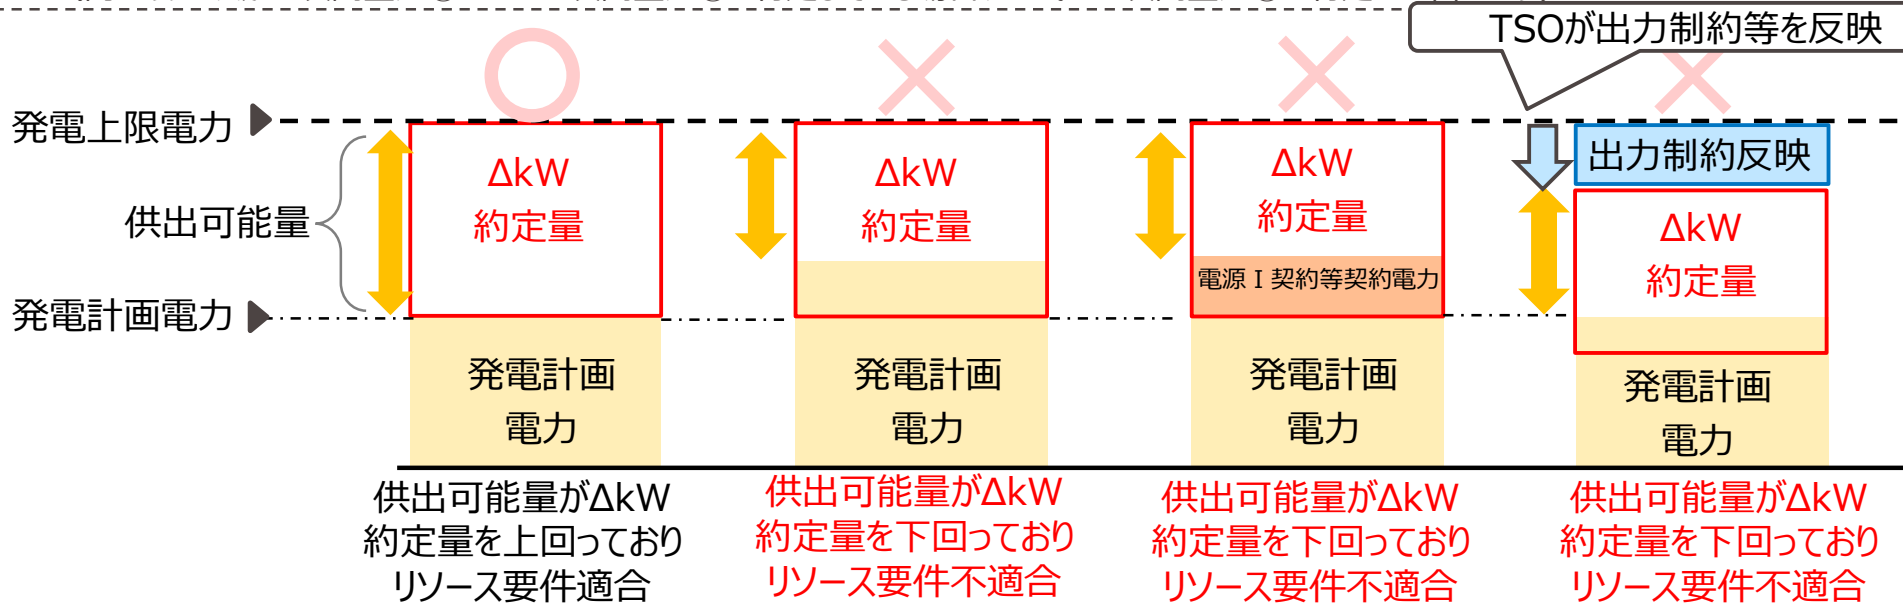 TSOが出力制約等を反映
発電上限電力
供出可能量
発電計画電力
ΔkW
約定量
発電計画
電力
供出可能量がΔkW
約定量を上回っており
リソース要件適合
ΔkW
約定量
発電計画
電力
供出可能量がΔkW
約定量を下回っており
リソース要件不適合
ΔkW
約定量
電源Ⅰ契約等契約電力
発電計画
電力
供出可能量がΔkW
約定量を下回っており
リソース要件不適合
出力制約反映
ΔkW
約定量
発電計画
電力
供出可能量がΔkW
約定量を下回っており
リソース要件不適合